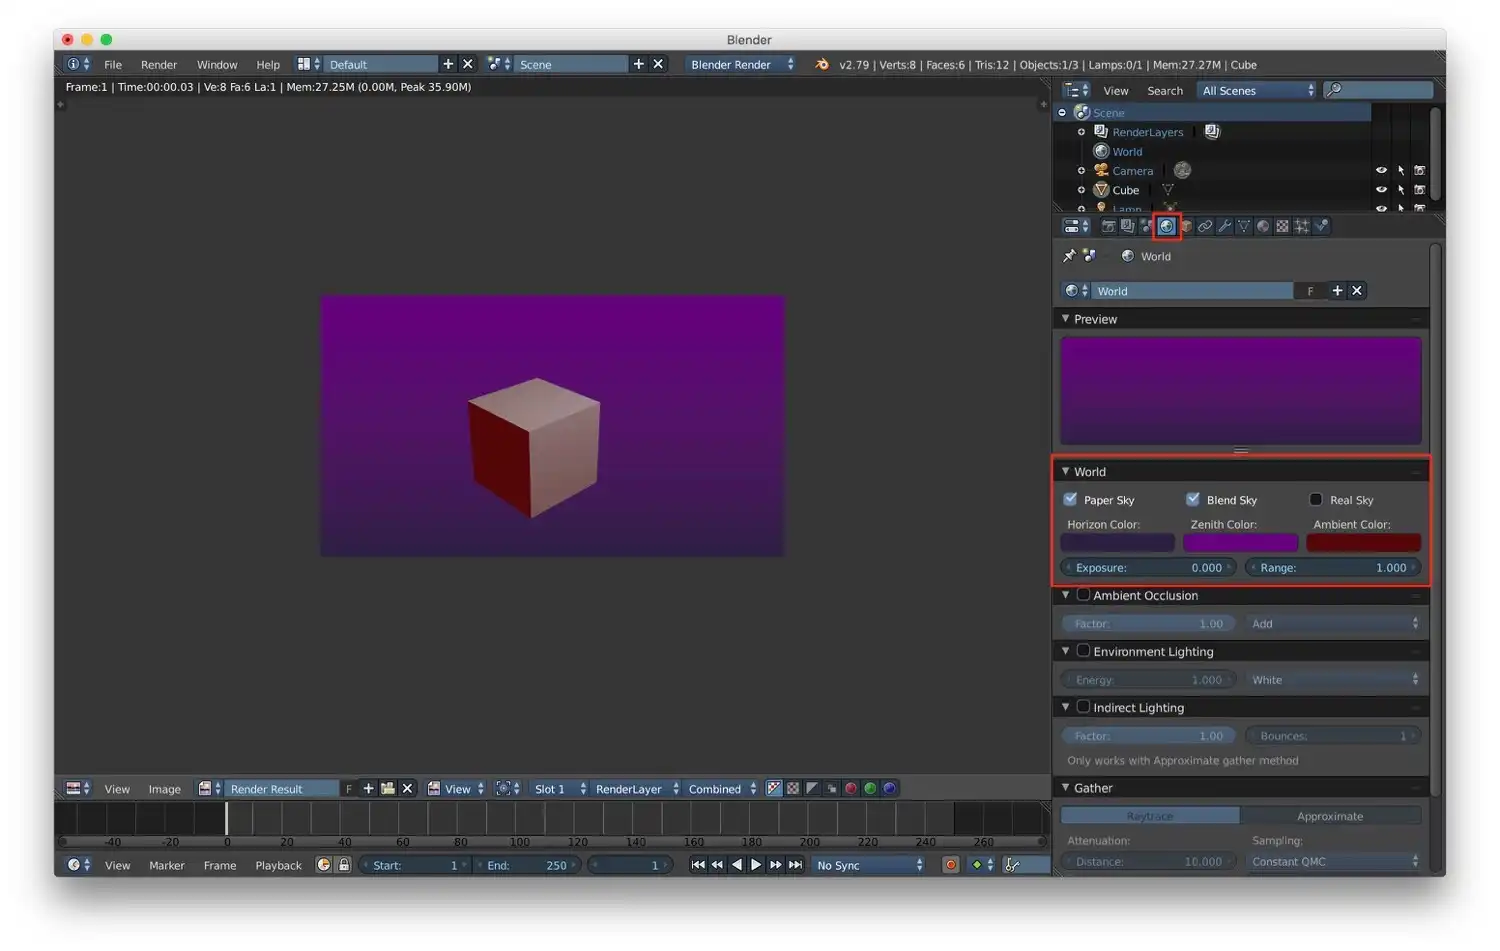 Blender
File Render Window Help Default Scene Blender Render v2.79 | Verts:8 | Faces:6 | Tris:12 | Objects:1/3 | Lamps:0/1 | Mem:27.27M | Cube
Frame:1 | Time:00:00.03 | Ve:8 Fa:6 La:1 | Mem:27.25M (0.00M, Peak 35.90M)
View Search All Scenes
Scene
RenderLayers
World
Camera
Cube
Lamp
World
World F
Preview
World
Paper Sky Blend Sky Real Sky
Horizon Color: Zenith Color: Ambient Color:
Exposure: 0.000 Range: 1.000
Ambient Occlusion
Factor: 1.00 Add
Environment Lighting
Energy: 1.000 White
Indirect Lighting
Factor: 1.00 Bounces: 1
Only works with Approximate gather method
Gather
Raytrace Approximate
Attenuation: Sampling:
Distance: 10.000 Constant QMC
View Image Render Result F View Slot 1 RenderLayer Combined
-40 -20 0 20 40 60 80 100 120 140 160 180 200 220 240 260
View Marker Frame Playback Start: 1 End: 250 1 No Sync